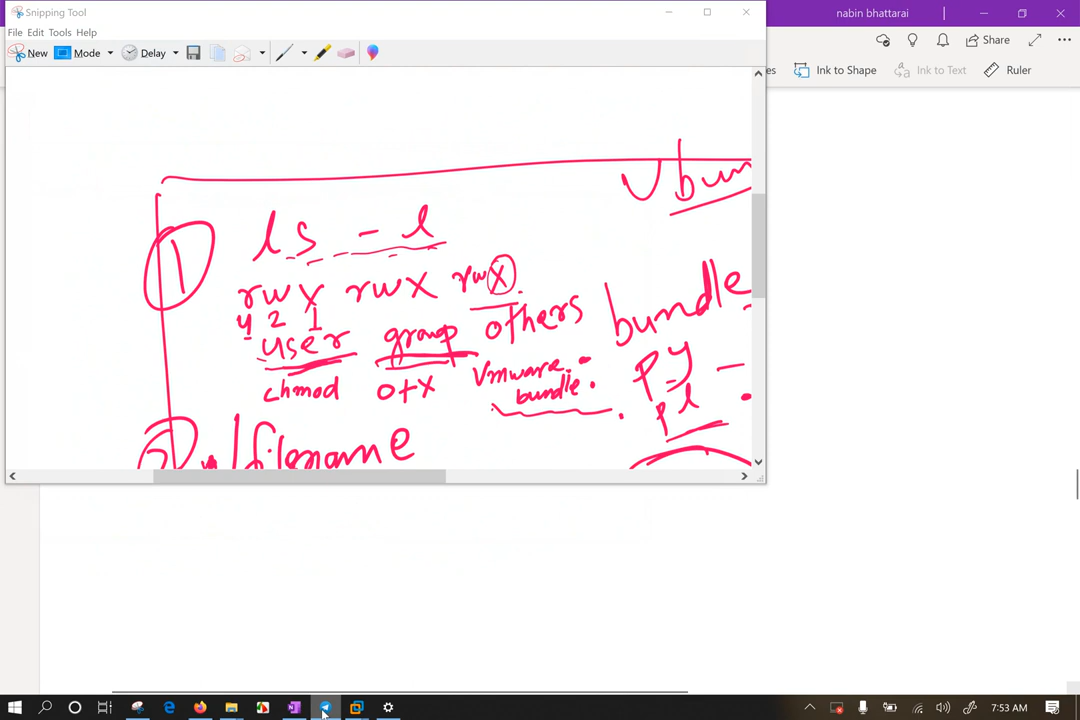 Snipping Tool
nabin bhattarai
File Edit Tools Help
New Mode Delay
Share
Ink to Shape Ink to Text Ruler
ls -l
rwx rwx rwx
4 2 1
user group others
bundle
chmod o+x vmware.
bundle.
py -
pl
./filename
7:53 AM